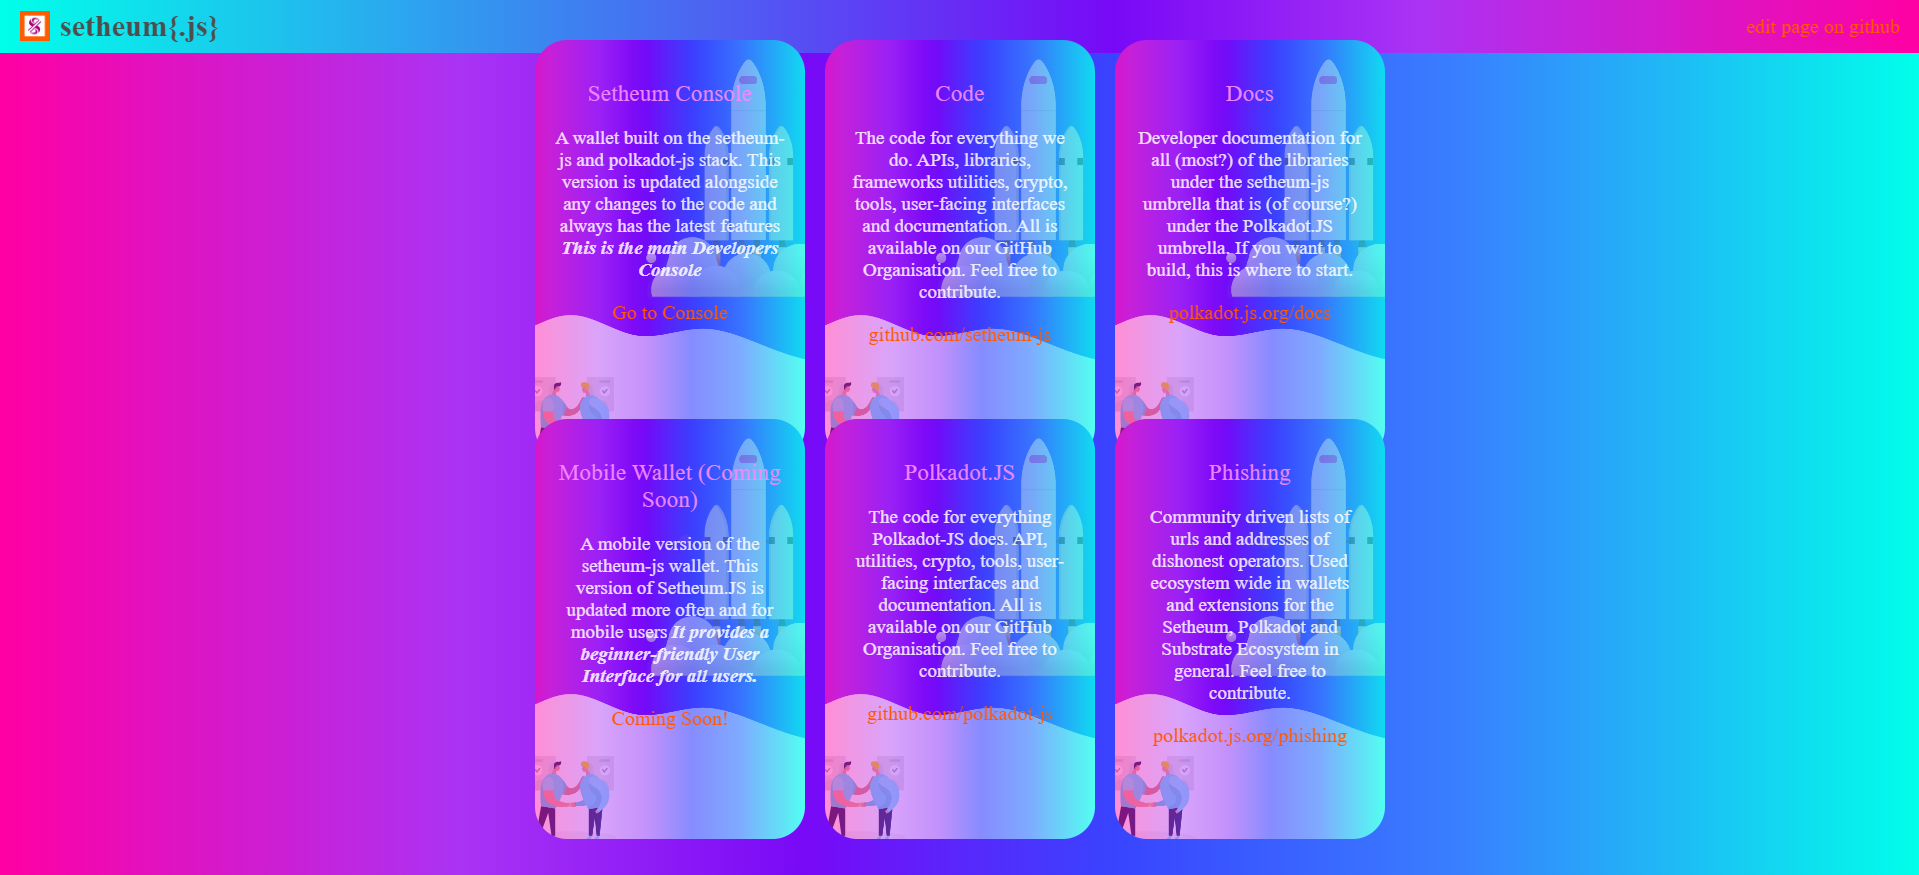 setheum{.js}
edit page on github
Setheum Console
A wallet built on the setheum-
js and polkadot-js stack. This
version is updated alongside
any changes to the code and
always has the latest features
This is the main Developers
Console
Go to Console
Code
The code for everything we
do. APIs, libraries,
frameworks utilities, crypto,
tools, user-facing interfaces
and documentation. All is
available on our GitHub
Organisation. Feel free to
contribute.
github.com/setheum-js
Docs
Developer documentation for
all (most?) of the libraries
under the setheum-js
umbrella that is (of course?)
under the Polkadot.JS
umbrella. If you want to
build, this is where to start.
polkadot.js.org/docs
Mobile Wallet (Coming
Soon)
A mobile version of the
setheum-js wallet. This
version of Setheum.JS is
updated more often and for
mobile users It provides a
beginner-friendly User
Interface for all users.
Coming Soon!
Polkadot.JS
The code for everything
Polkadot-JS does. API,
utilities, crypto, tools, user-
facing interfaces and
documentation. All is
available on our GitHub
Organisation. Feel free to
contribute.
github.com/polkadot-js
Phishing
Community driven lists of
urls and addresses of
dishonest operators. Used
ecosystem wide in wallets
and extensions for the
Setheum, Polkadot and
Substrate Ecosystem in
general. Feel free to
contribute.
polkadot.js.org/phishing